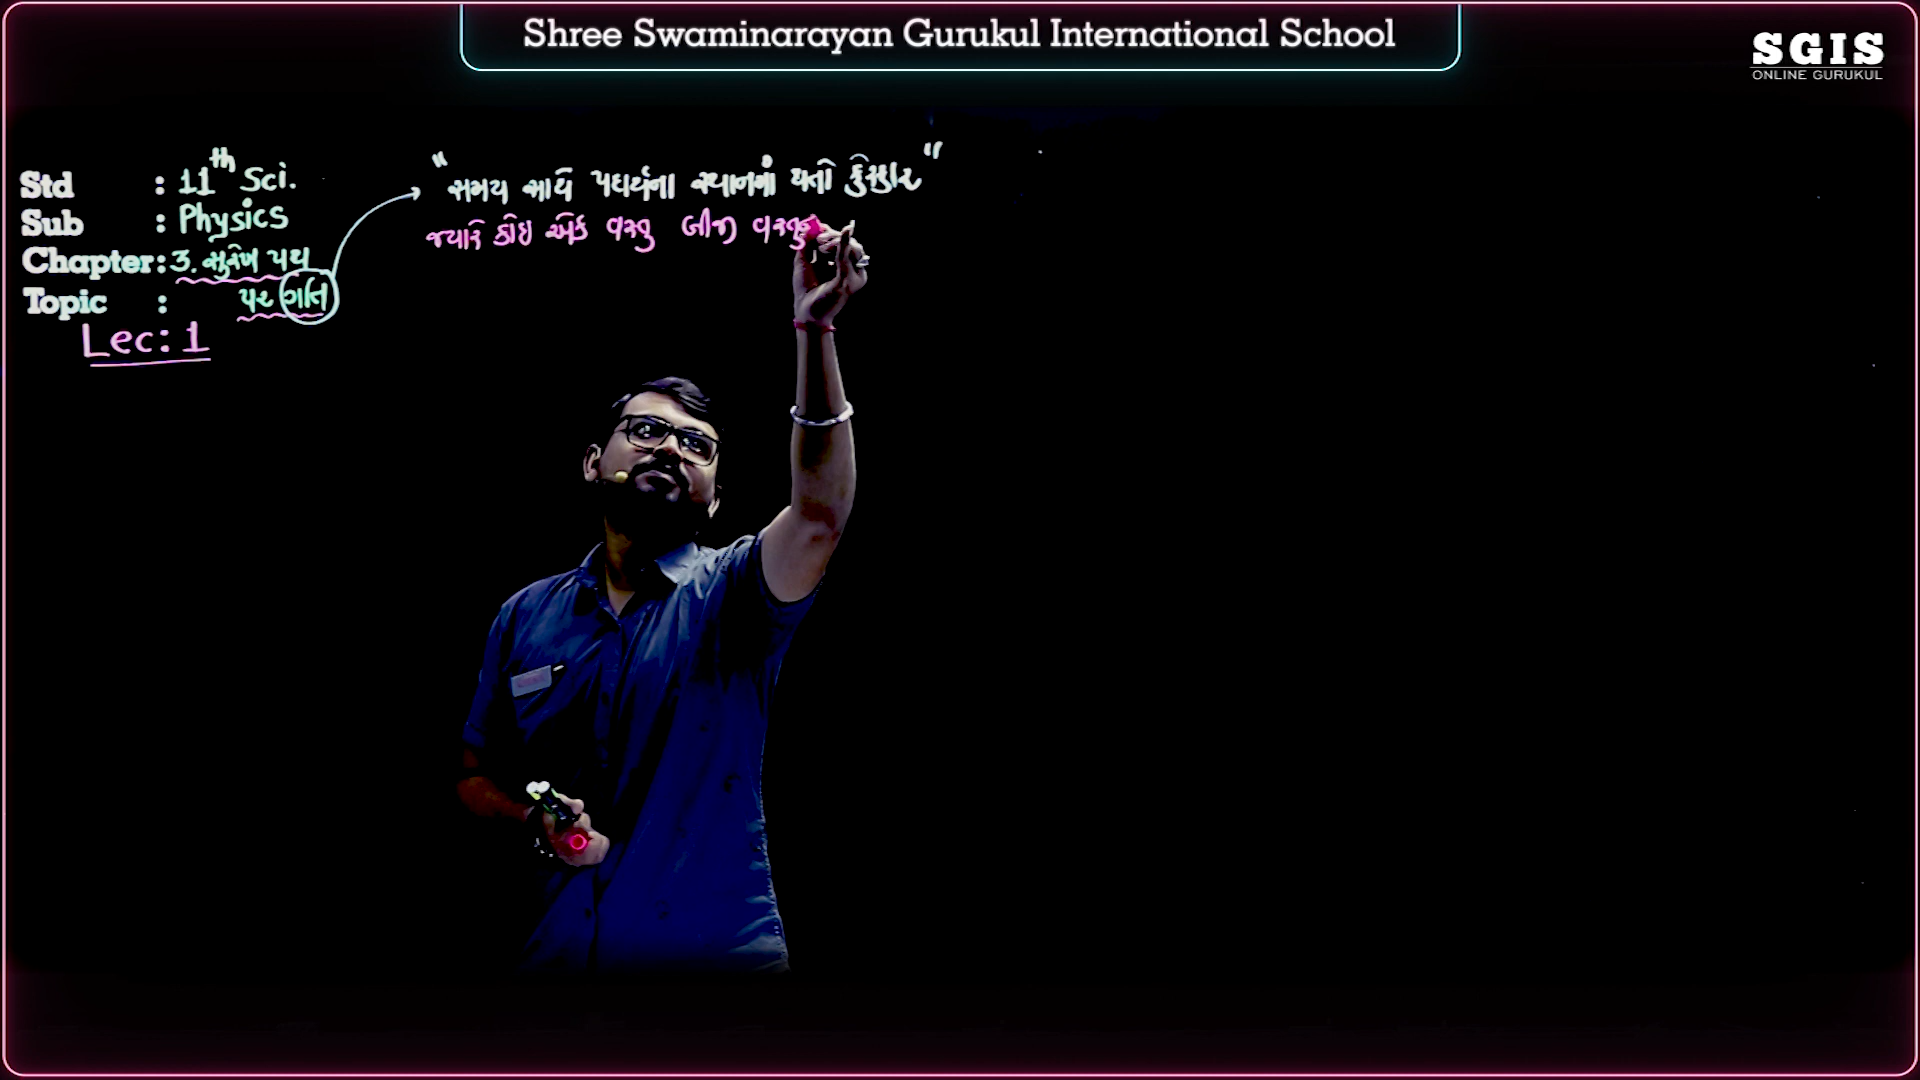 Shree Swaminarayan Gurukul International School
SGIS
ONLINE GURUKUL
Std : 11th Sci.
Sub : Physics
Chapter: 3. સુરેખ પથ
Topic : પર ગતિ
Lec: 1
"સમય સાથે પદાર્થના સ્થાનમાં થતો ફેરફાર"
જ્યારે કોઇ એક વસ્તુ બીજી વસ્તુ